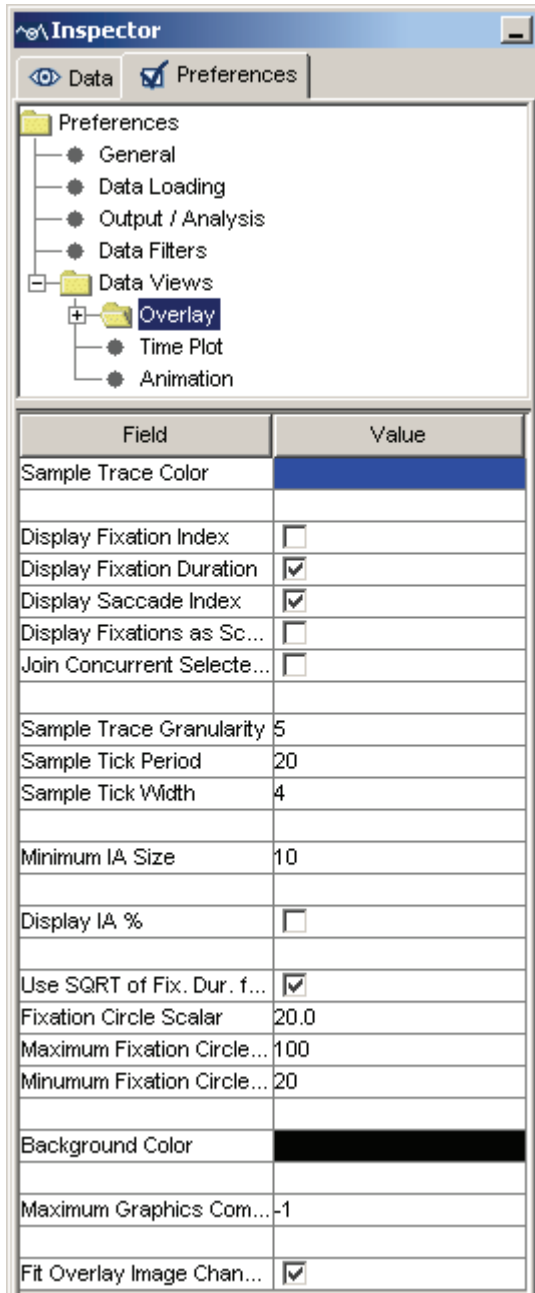 Inspector
Data Preferences
Preferences
General
Data Loading
Output / Analysis
Data Filters
Data Views
Overlay
Time Plot
Animation
Field Value
Sample Trace Color
Display Fixation Index
Display Fixation Duration
Display Saccade Index
Display Fixations as Sc...
Join Concurrent Selecte...
Sample Trace Granularity 5
Sample Tick Period 20
Sample Tick Width 4
Minimum IA Size 10
Display IA %
Use SQRT of Fix. Dur. f...
Fixation Circle Scalar 20.0
Maximum Fixation Circle... 100
Minumum Fixation Circle... 20
Background Color
Maximum Graphics Com... -1
Fit Overlay Image Chan...